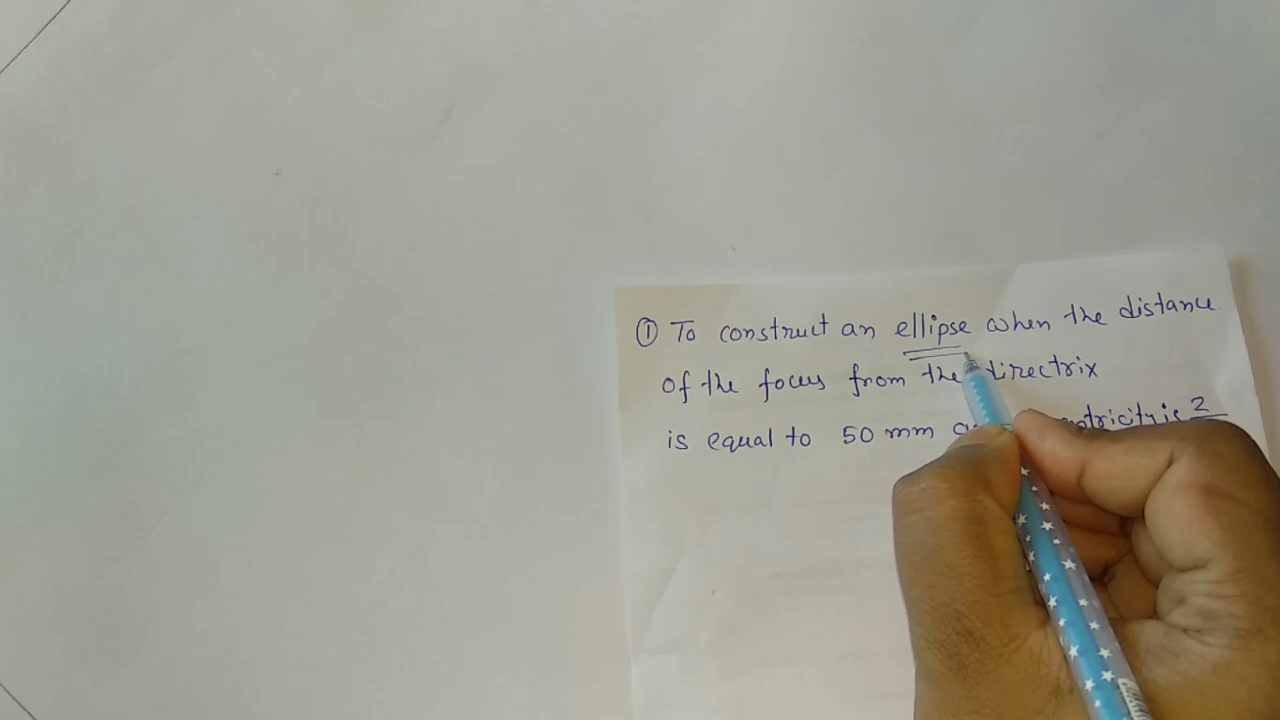 ① To construct an ellipse when the distance
of the focus from the directrix
is equal to 50 mm 2